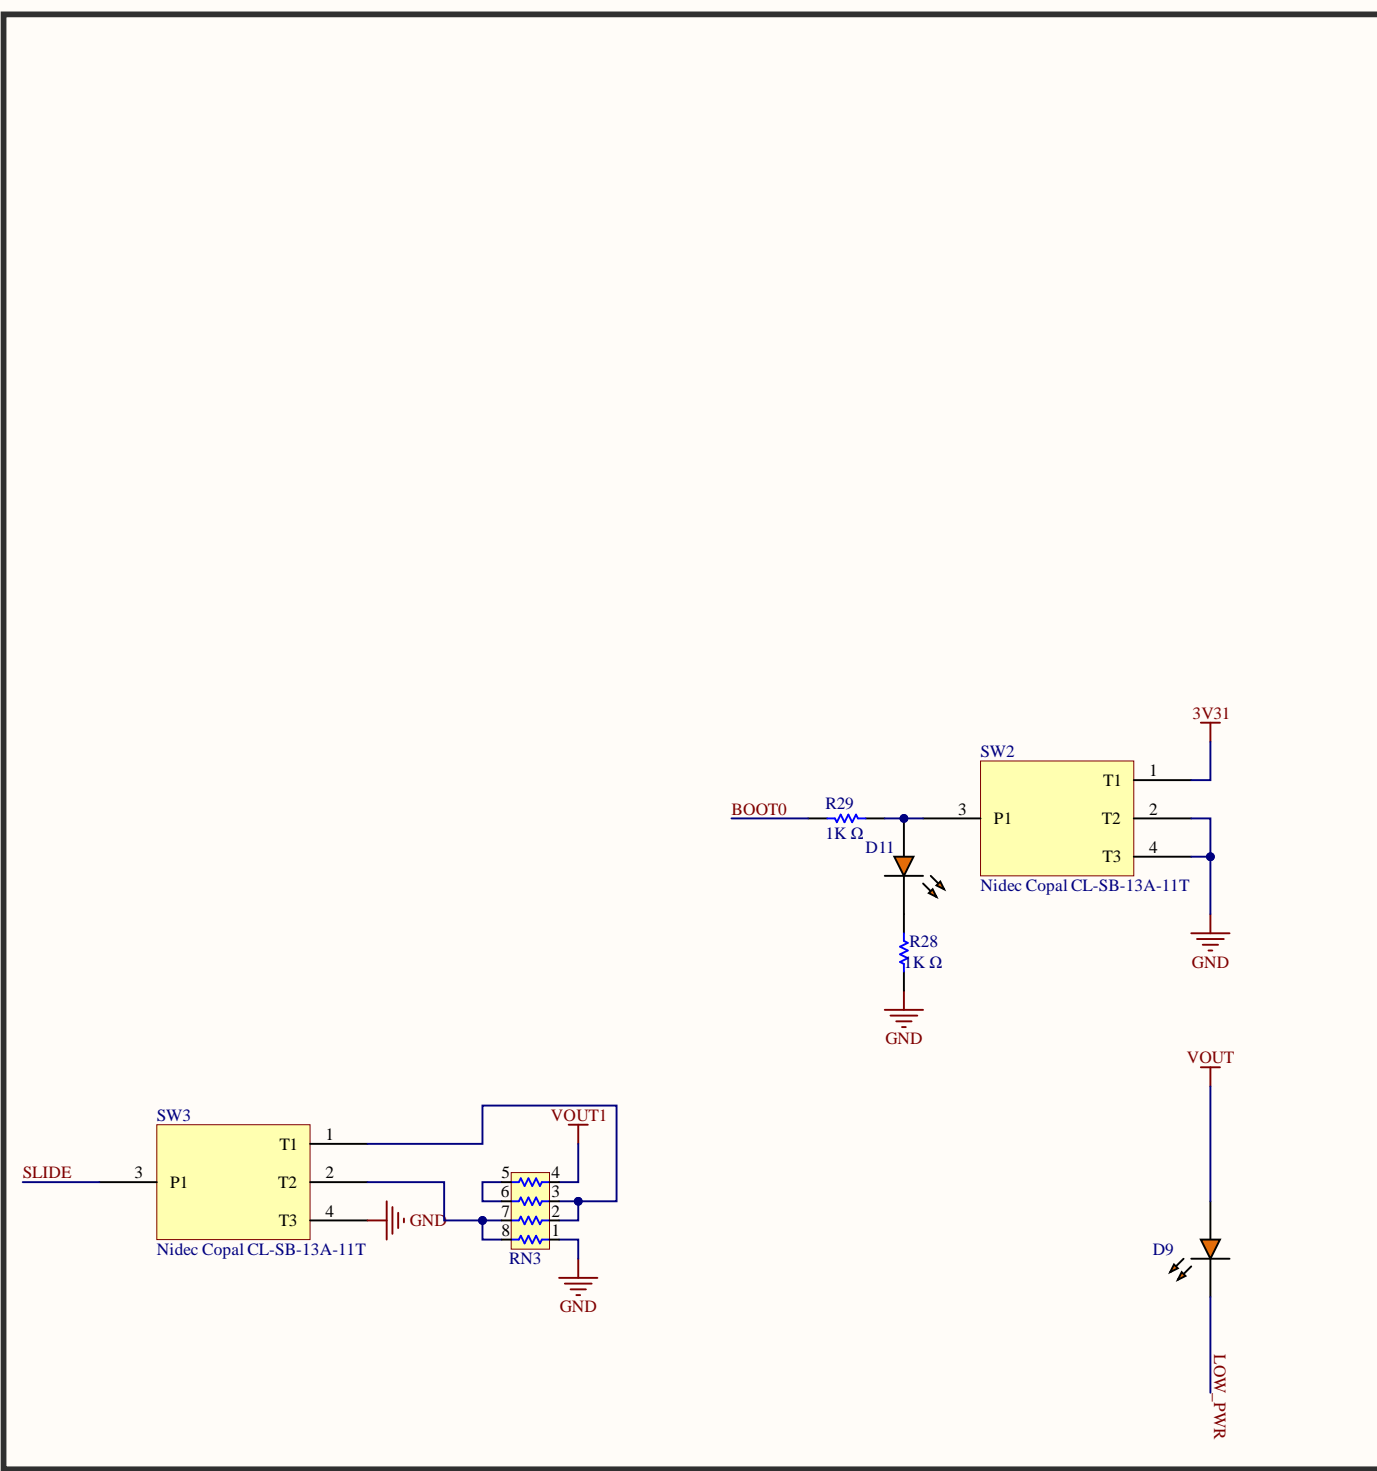 3V31
SW2
T1
1
BOOT0
R29
1K Ω
3
P1
T2
2
D11
T3
4
Nidec Copal CL-SB-13A-11T
R28
1K Ω
GND
GND
VOUT
SW3
T1
1
VOUT1
SLIDE
3
P1
T2
2
5
4
6
3
T3
4
GND
7
2
8
1
Nidec Copal CL-SB-13A-11T
RN3
GND
D9
LOW_PWR